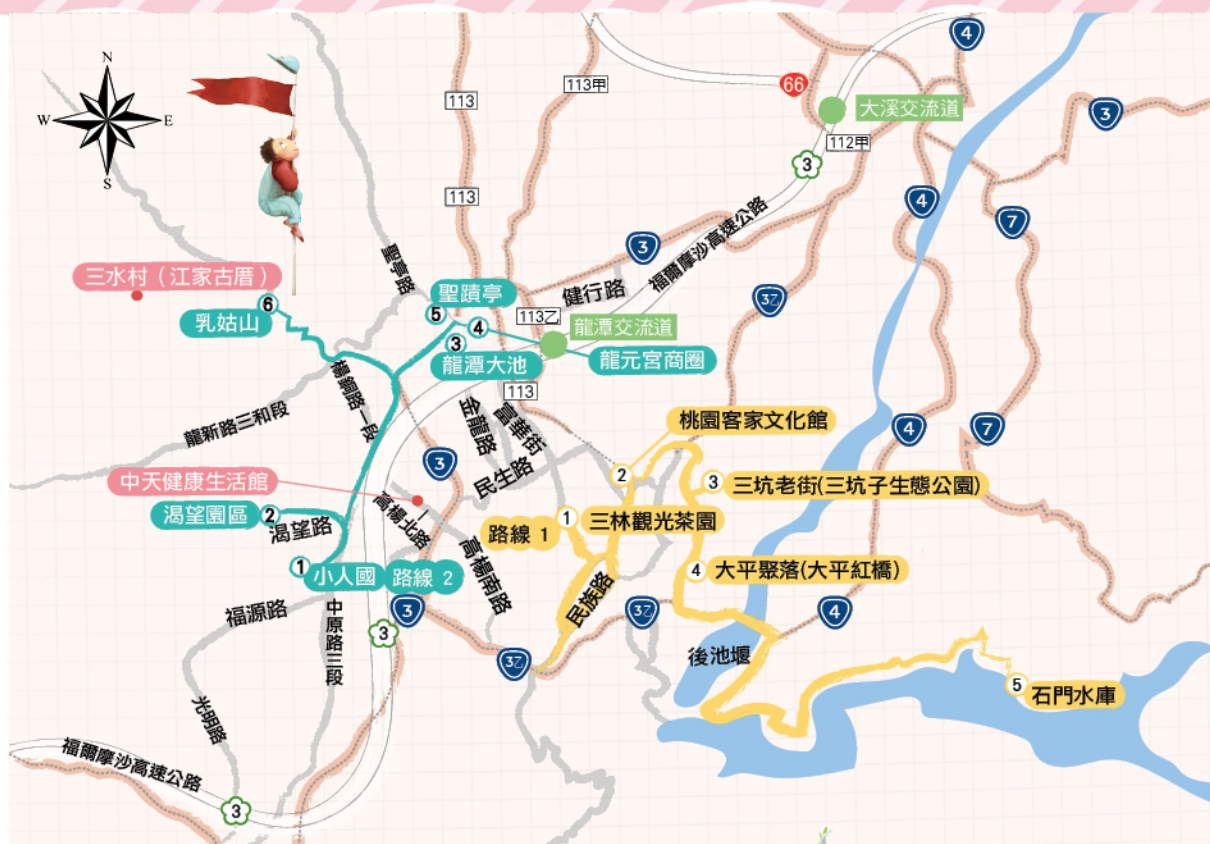 4
66
大溪交流道
3
N
W
E
S
113
113甲
112甲
3
113
4
7
3
福爾摩沙高速公路
聖亭路
三水村（江家古厝）
6
乳姑山
聖蹟亭
5
健行路
3乙
113乙
龍潭交流道
4
3
龍潭大池
龍元宮商圈
楊銅路一段
113
金龍路
富華街
桃園客家文化館
龍新路三和段
4
7
3
民生路
2
中天健康生活館
3
三坑老街(三坑子生態公園)
渴望園區
2
渴望路
高楊北路
路線 1
1
三林觀光茶園
1
小人國
路線 2
高楊南路
4
大平聚落(大平紅橋)
民族路
福源路
3
3乙
4
中原路三段
3
3乙
後池堰
5
石門水庫
光明路
福爾摩沙高速公路
3